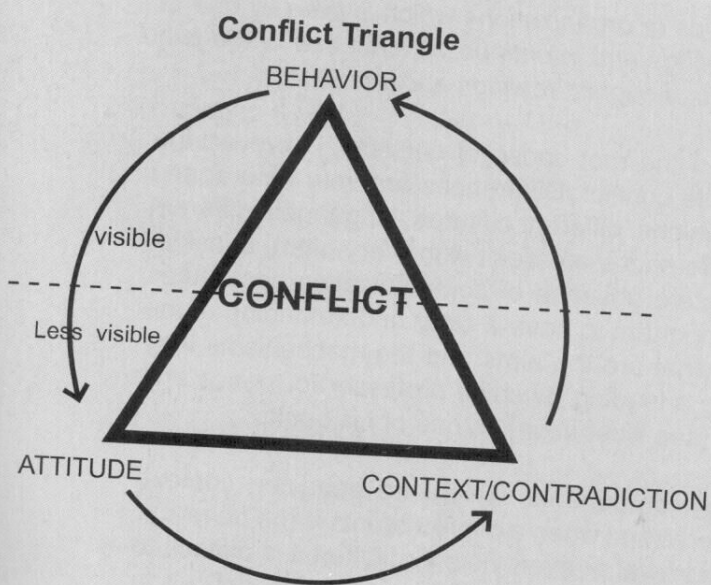 Conflict Triangle
BEHAVIOR
visible
CONFLICT
Less visible
ATTITUDE
CONTEXT/CONTRADICTION